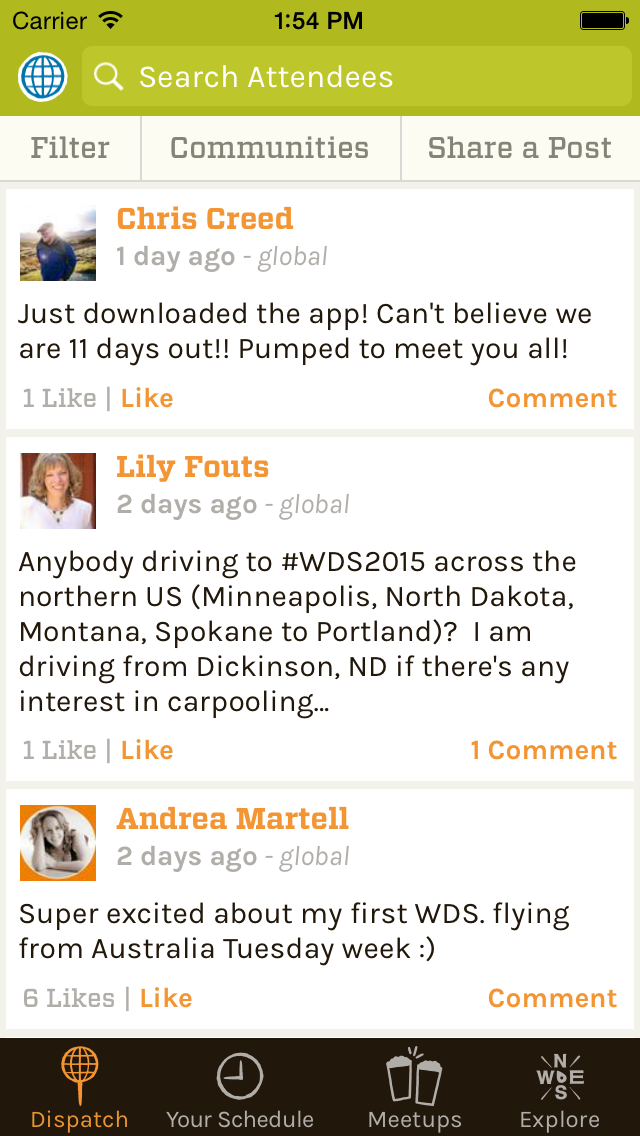 Carrier 1:54 PM
Search Attendees
Filter Communities Share a Post
Chris Creed
1 day ago - global
Just downloaded the app! Can't believe we
are 11 days out!! Pumped to meet you all!
1 Like | Like Comment
Lily Fouts
2 days ago - global
Anybody driving to #WDS2015 across the
northern US (Minneapolis, North Dakota,
Montana, Spokane to Portland)?  I am
driving from Dickinson, ND if there's any
interest in carpooling...
1 Like | Like 1 Comment
Andrea Martell
2 days ago - global
Super excited about my first WDS. flying
from Australia Tuesday week :)
6 Likes | Like Comment
N
W D E
S
Dispatch Your Schedule Meetups Explore